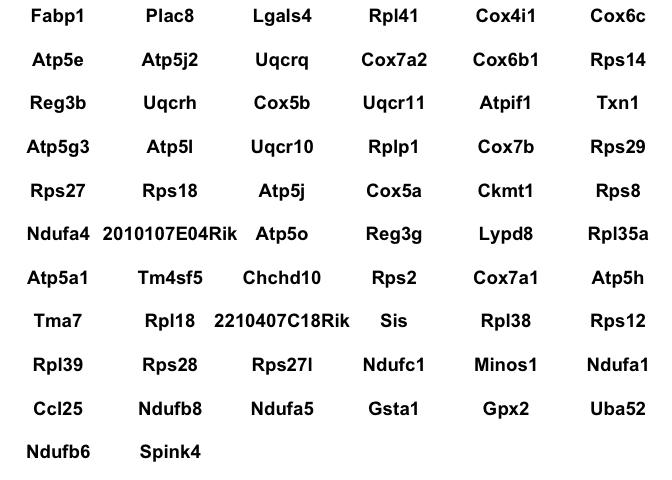 Fabp1 Plac8 Lgals4 Rpl41 Cox4i1 Cox6c
Atp5e Atp5j2 Uqcrq Cox7a2 Cox6b1 Rps14
Reg3b Uqcrh Cox5b Uqcr11 Atpif1 Txn1
Atp5g3 Atp5l Uqcr10 Rplp1 Cox7b Rps29
Rps27 Rps18 Atp5j Cox5a Ckmt1 Rps8
Ndufa4 2010107E04Rik Atp5o Reg3g Lypd8 Rpl35a
Atp5a1 Tm4sf5 Chchd10 Rps2 Cox7a1 Atp5h
Tma7 Rpl18 2210407C18Rik Sis Rpl38 Rps12
Rpl39 Rps28 Rps27l Ndufc1 Minos1 Ndufa1
Ccl25 Ndufb8 Ndufa5 Gsta1 Gpx2 Uba52
Ndufb6 Spink4